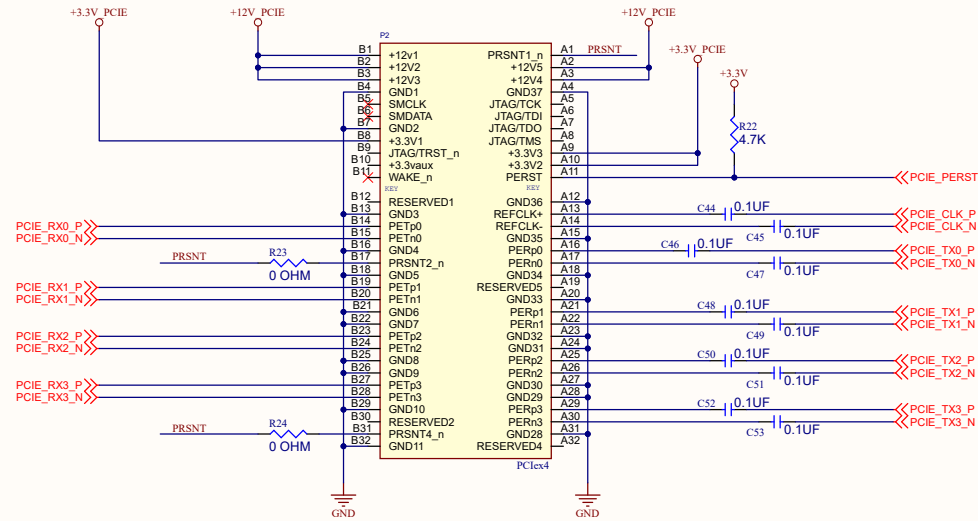 +3.3V_PCIE
+12V_PCIE
+12V_PCIE
+3.3V_PCIE
+3.3V
P2
B1 +12v1 PRSNT1_n A1 PRSNT
B2 +12V2 +12V5 A2
B3 +12V3 +12V4 A3
B4 GND1 GND37 A4
B5 SMCLK JTAG/TCK A5
B6 SMDATA JTAG/TDI A6
B7 GND2 JTAG/TDO A7
B8 +3.3V1 JTAG/TMS A8
B9 JTAG/TRST_n +3.3V3 A9
B10 +3.3vaux +3.3V2 A10
B11 WAKE_n PERST A11 PCIE_PERST
R22
4.7K
KEY KEY
B12 RESERVED1 GND36 A12
B13 GND3 REFCLK+ A13 C44 0.1UF PCIE_CLK_P
PCIE_RX0_P B14 PETp0 REFCLK- A14 C45 0.1UF PCIE_CLK_N
PCIE_RX0_N B15 PETn0 GND35 A15
B16 GND4 PERp0 A16 C46 0.1UF PCIE_TX0_P
PRSNT R23 0 OHM B17 PRSNT2_n PERn0 A17 C47 0.1UF PCIE_TX0_N
B18 GND5 GND34 A18
PCIE_RX1_P B19 PETp1 RESERVED5 A19
PCIE_RX1_N B20 PETn1 GND33 A20
B21 GND6 PERp1 A21 C48 0.1UF PCIE_TX1_P
B22 GND7 PERn1 A22 C49 0.1UF PCIE_TX1_N
PCIE_RX2_P B23 PETp2 GND32 A23
PCIE_RX2_N B24 PETn2 GND31 A24
B25 GND8 PERp2 A25 C50 0.1UF PCIE_TX2_P
B26 GND9 PERn2 A26 C51 0.1UF PCIE_TX2_N
PCIE_RX3_P B27 PETp3 GND30 A27
PCIE_RX3_N B28 PETn3 GND29 A28
B29 GND10 PERp3 A29 C52 0.1UF PCIE_TX3_P
B30 RESERVED2 PERn3 A30 C53 0.1UF PCIE_TX3_N
PRSNT R24 0 OHM B31 PRSNT4_n GND28 A31
B32 GND11 RESERVED4 A32
PCIex4
GND
GND